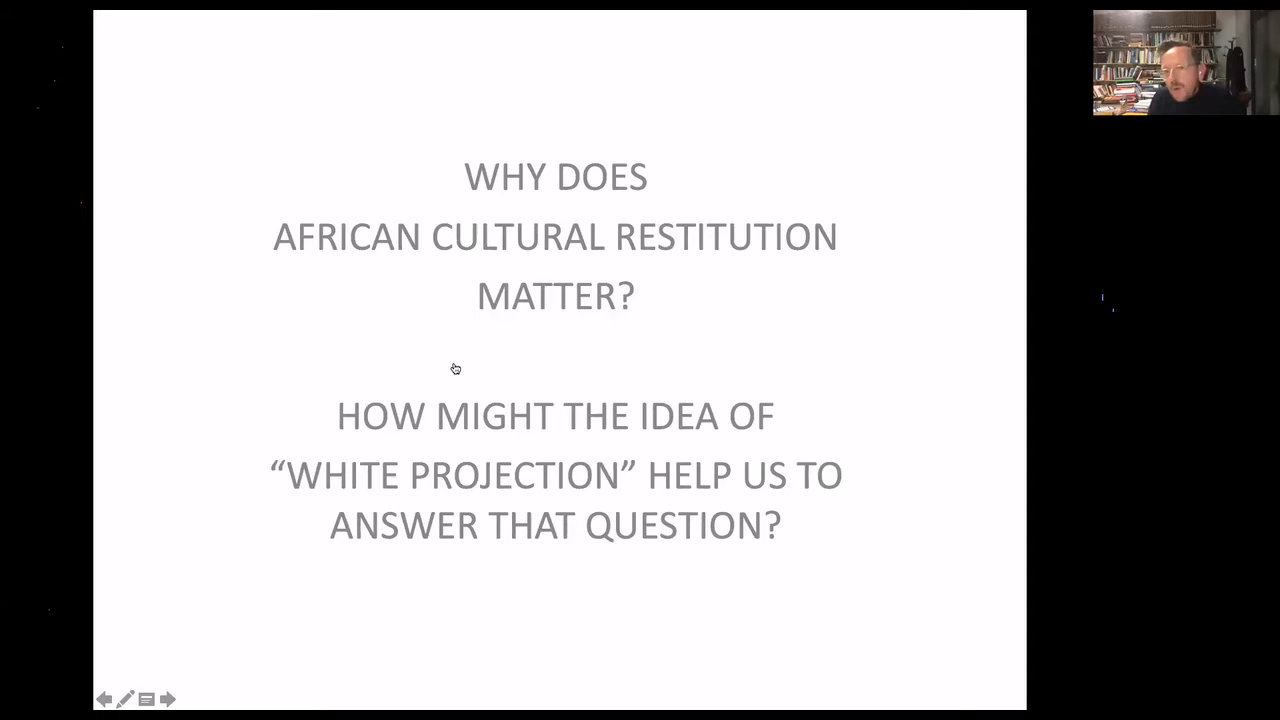 WHY DOES
AFRICAN CULTURAL RESTITUTION
MATTER?
HOW MIGHT THE IDEA OF
“WHITE PROJECTION” HELP US TO
ANSWER THAT QUESTION?